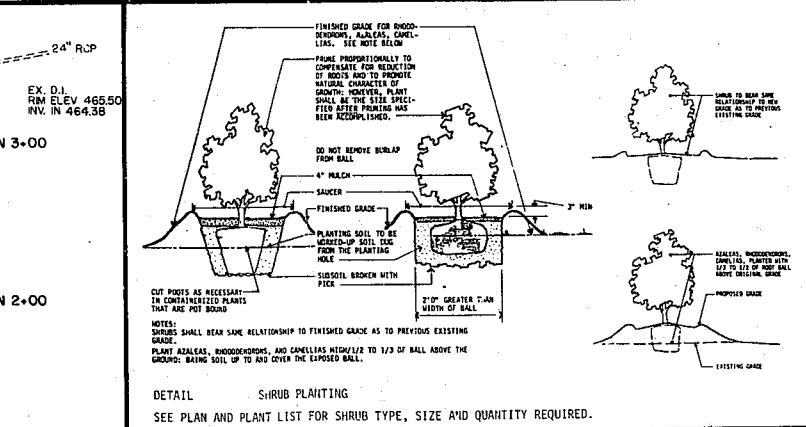 24" RCP
EX. D.I.
RIM ELEV 465.50
INV. IN 464.38
N 3+00
N 2+00
FINISHED GRADE FOR RHODO-
DENDRONS, AZALEAS, CAMEL-
LIAS. SEE NOTE BELOW
PRUNE PROPORTIONALLY TO
COMPENSATE FOR REDUCTION
OF ROOTS AND TO PROMOTE
NATURAL CHARACTER OF
GROWTH: HOWEVER, PLANT
SHALL BE THE SIZE SPECI-
FIED AFTER PRUNING HAS
BEEN ACCOMPLISHED.
DO NOT REMOVE BURLAP
FROM BALL
4" MULCH
SAUCER
FINISHED GRADE
3" MIN
PLANTING SOIL TO BE
WORKED-UP SOIL DUG
FROM THE PLANTING
HOLE
SUBSOIL BROKEN WITH
PICK
CUT ROOTS AS NECESSARY
IN CONTAINERIZED PLANTS
THAT ARE POT BOUND
2'0" GREATER THAN
WIDTH OF BALL
NOTES:
SHRUBS SHALL BEAR SAME RELATIONSHIP TO FINISHED GRADE AS TO PREVIOUS EXISTING
GRADE.
PLANT AZALEAS, RHODODENDRONS, AND CAMELLIAS HIGH/1/2 TO 1/3 OF BALL ABOVE THE
GROUND: BRING SOIL UP TO AND COVER THE EXPOSED BALL.
SHRUB TO BEAR SAME
RELATIONSHIP TO NEW
GRADE AS TO PREVIOUS
EXISTING GRADE
AZALEAS, RHODODENDRONS,
CAMELIAS, PLANTED WITH
1/3 TO 1/2 OF ROOT BALL
ABOVE ORIGINAL GRADE
PROPOSED GRADE
EXISTING GRADE
DETAIL SHRUB PLANTING
SEE PLAN AND PLANT LIST FOR SHRUB TYPE, SIZE AND QUANTITY REQUIRED.